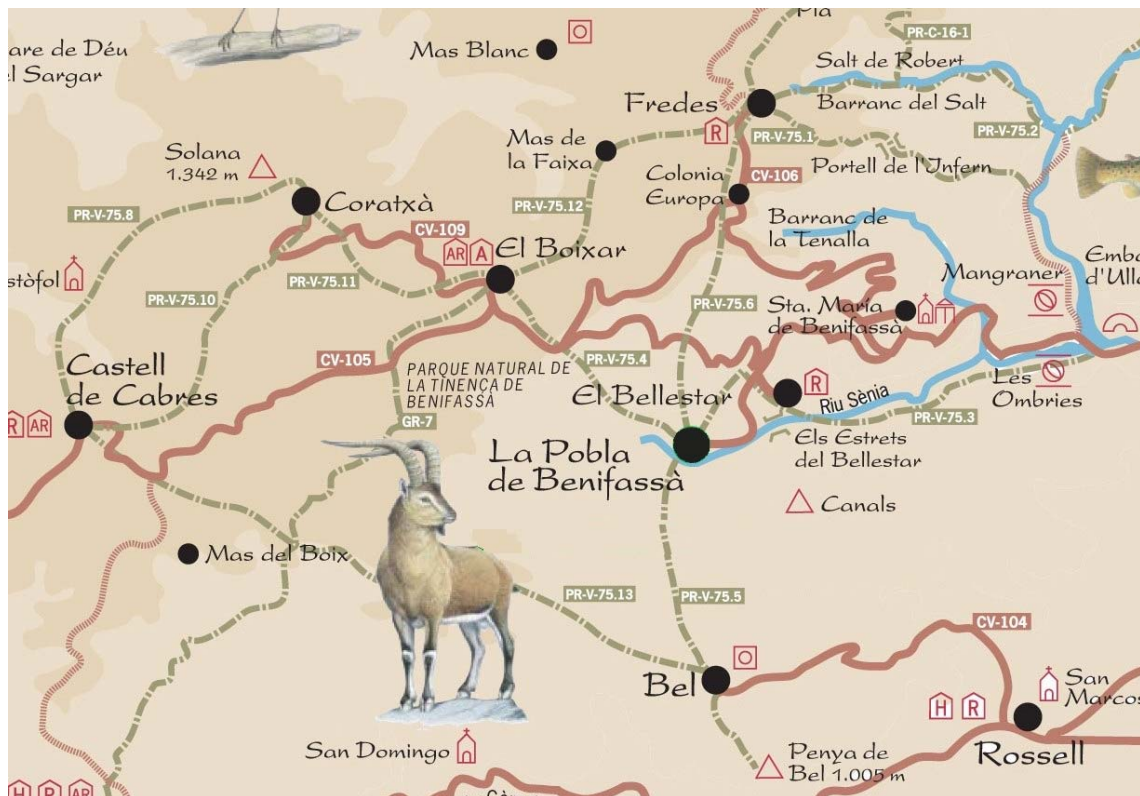 Pla
PR-C-16-1
are de Déu
el Sargar
Mas Blanc
Salt de Robert
Fredes
Barranc del Salt
R
PR-V-75.1
PR-V-75.2
Mas de
la Faixa
Solana
1.342 m
Portell de l'Infern
Colonia
Europa
CV-106
PR-V-75.8
Coratxà
PR-V-75.12
Barranc de
la Tenalla
CV-109
AR
A
El Boixar
Mangraner
Emba
d'Ulld
stòfol
PR-V-75.11
PR-V-75.10
PR-V-75.6
Sta. María
de Benifassà
CV-105
PR-V-75.4
Castell
de Cabres
PARQUE NATURAL DE
LA TINENÇA DE
BENIFASSÀ
El Bellestar
R
Riu Sènia
Les
Ombries
R
AR
GR-7
PR-V-75.3
La Pobla
de Benifassà
Els Estrets
del Bellestar
Canals
Mas del Boix
PR-V-75.13
PR-V-75.5
CV-104
Bel
San
Marcos
H
R
San Domingo
Penya de
Bel 1.005 m
Rossell
H
R
AR